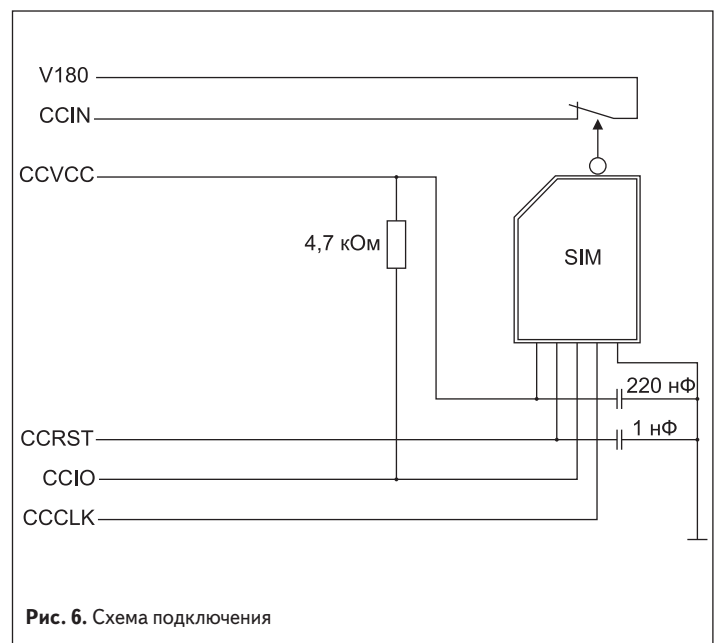 V180
CCIN
CCVCC
4,7 кОм
SIM
220 нФ
CCRST
1 нФ
CCIO
CCCLK
Рис. 6. Схема подключения